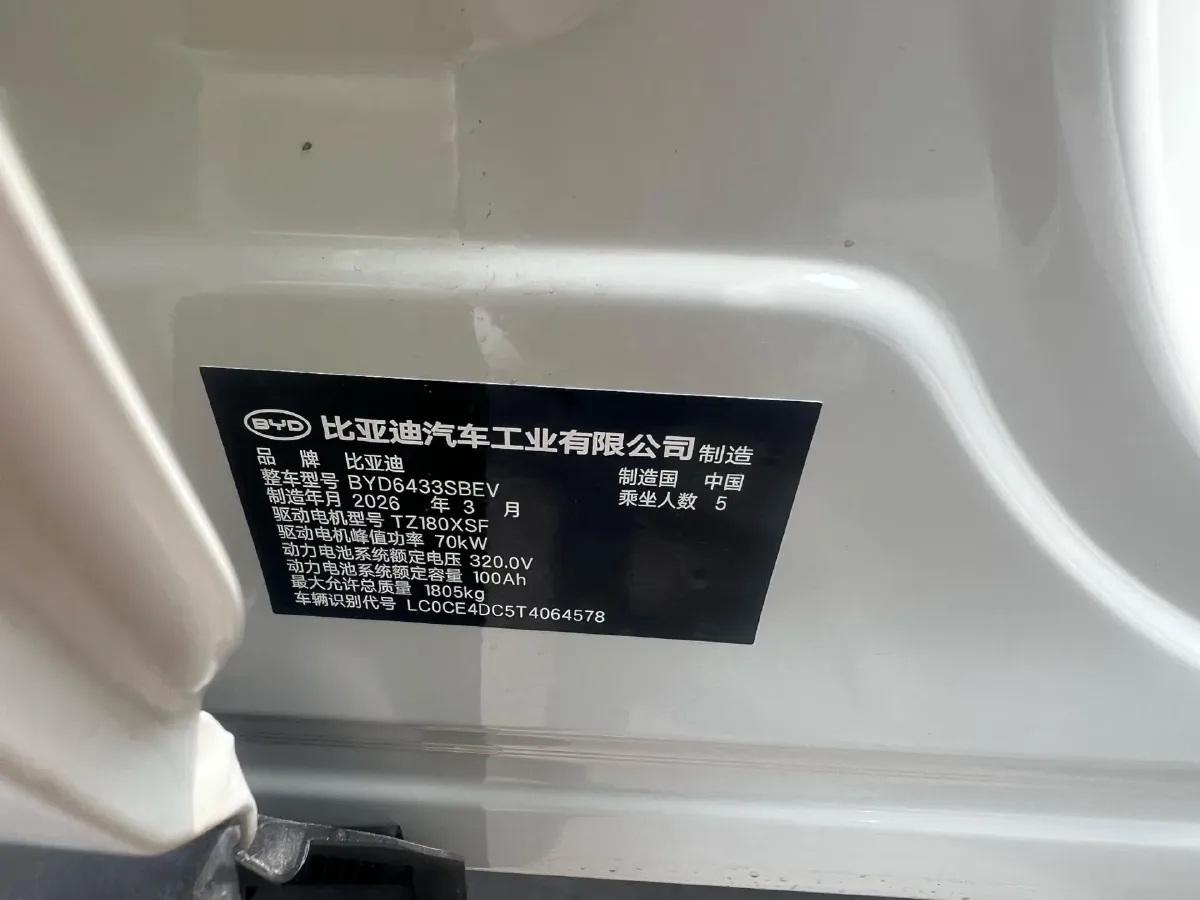 BYD 比亚迪汽车工业有限公司 制造
品 牌 比亚迪
制造国 中国
整车型号 BYD6433SBEV
乘坐人数 5
制造年月 2026 年 3 月
驱动电机型号 TZ180XSF
驱动电机峰值功率 70kW
动力电池系统额定电压 320.0V
动力电池系统额定容量 100Ah
最大允许总质量 1805kg
车辆识别代号 LC0CE4DC5T4064578